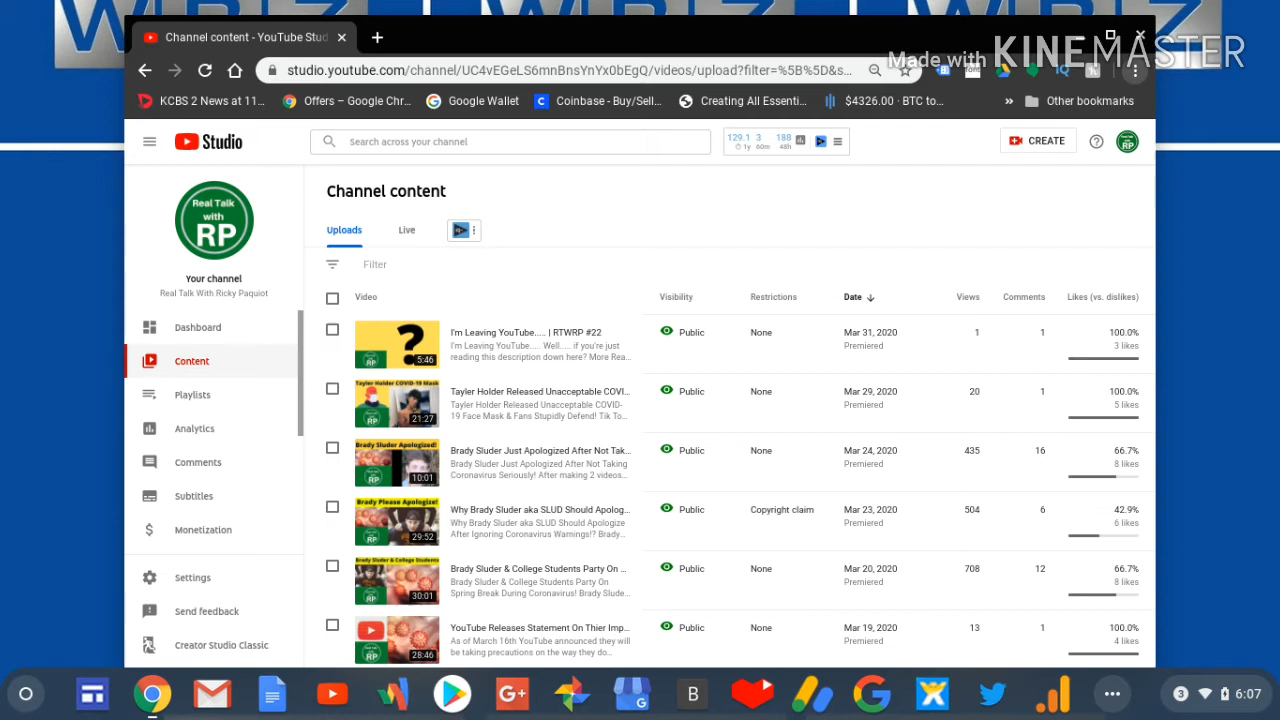 Made with KINEMASTER
Channel content - YouTube Stud
studio.youtube.com/channel/UC4vEGeLS6mnBnsYnYx0bEgQ/videos/upload?filter=%5B%5D&s...
KCBS 2 News at 11...
Offers – Google Chr...
Google Wallet
Coinbase - Buy/Sell...
Creating All Essenti...
$4326.00 · BTC to...
»
Other bookmarks
Studio
Search across your channel
129.1 3 188
1y 60m 48h
CREATE
RP
Real Talk
with
RP
Your channel
Real Talk With Ricky Paquiot
Dashboard
Content
Playlists
Analytics
Comments
Subtitles
Monetization
Settings
Send feedback
Creator Studio Classic
Channel content
Uploads
Live
Filter
Video Visibility Restrictions Date Views Comments Likes (vs. dislikes)
?
5:46
I'm Leaving YouTube..... | RTWRP #22
I'm Leaving YouTube..... Well..... if you're just
reading this description down here? More Rea...
Public None Mar 31, 2020 1 1 100.0%
Premiered 3 likes
Tayler Holder COVID-19 Mask
21:27
Tayler Holder Released Unacceptable COVI...
Tayler Holder Released Unacceptable COVID-
19 Face Mask & Fans Stupidly Defend! Tik To...
Public None Mar 29, 2020 20 1 100.0%
Premiered 5 likes
Brady Sluder Apologized!
10:01
Brady Sluder Just Apologized After Not Tak...
Brady Sluder Just Apologized After Not Taking
Coronavirus Seriously! After making 2 videos...
Public None Mar 24, 2020 435 16 66.7%
Premiered 8 likes
Brady Please Apologize!
29:52
Why Brady Sluder aka SLUD Should Apolog...
Why Brady Sluder aka SLUD Should Apologize
After Ignoring Coronavirus Warnings!? Brady...
Public Copyright claim Mar 23, 2020 504 6 42.9%
Premiered 6 likes
Brady Sluder & College Students
30:01
Brady Sluder & College Students Party On ...
Brady Sluder & College Students Party On
Spring Break During Coronavirus! Brady Slude...
Public None Mar 20, 2020 708 12 66.7%
Premiered 8 likes
28:46
YouTube Releases Statement On Thier Imp...
As of March 16th YouTube announced they will
be taking precautions on the way they do...
Public None Mar 19, 2020 13 1 100.0%
Premiered 4 likes
3
6:07